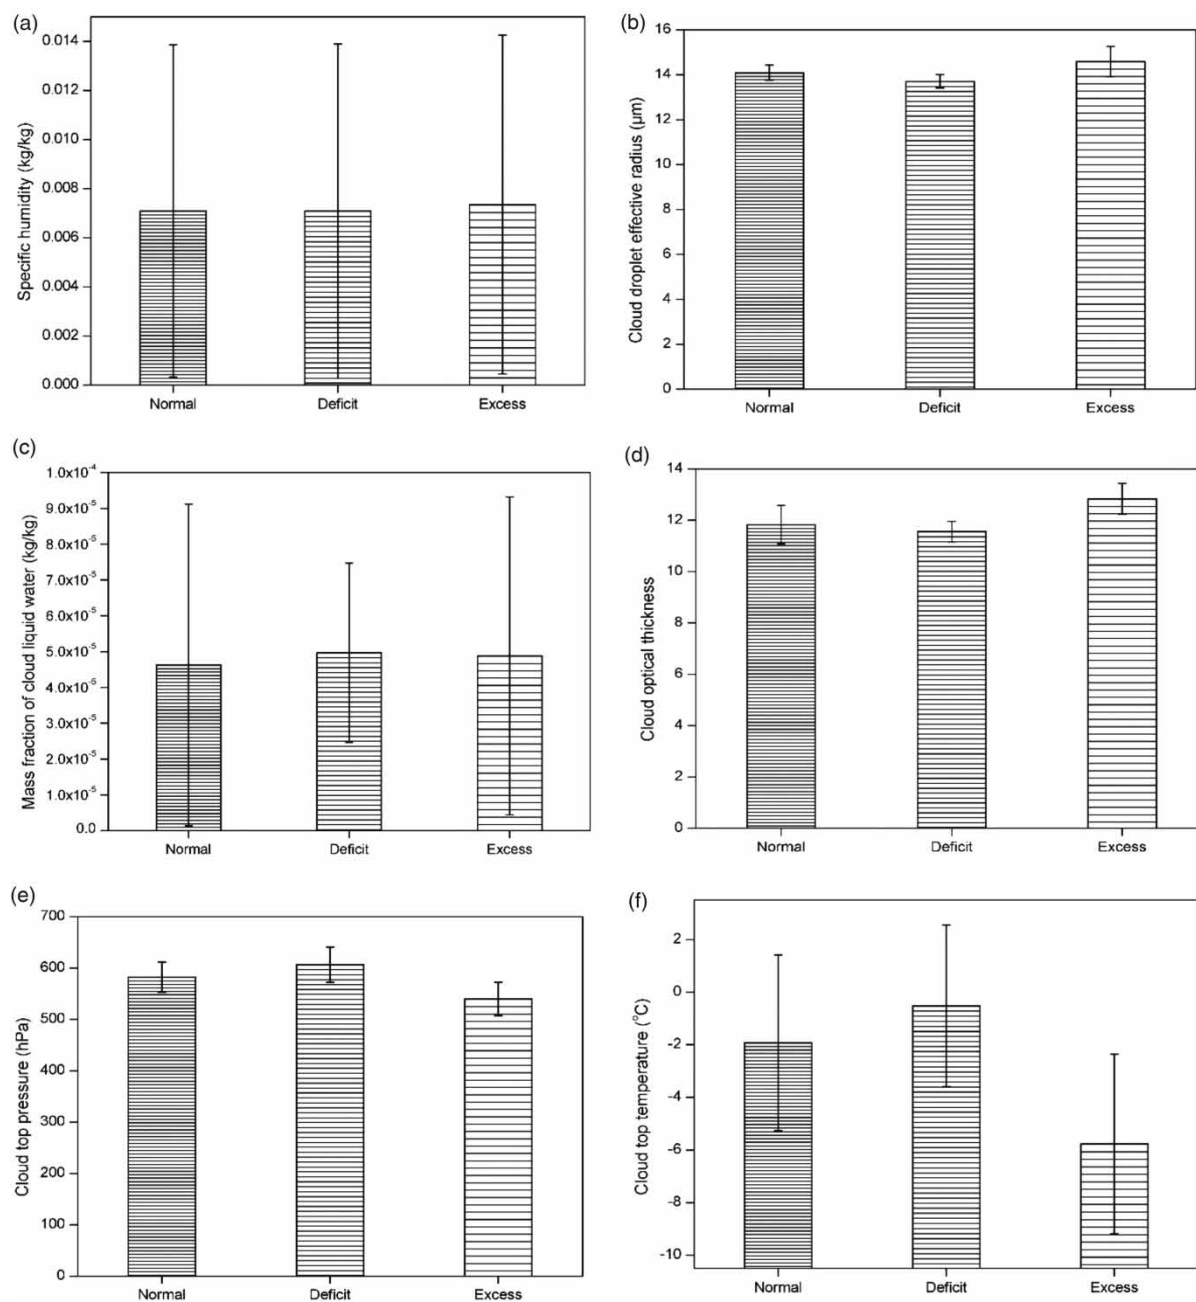 (a)
0.014
0.012
0.010
0.008
0.006
0.004
0.002
0.000
Specific humidity (kg/kg)
Normal Deficit Excess
(b)
16
14
12
10
8
6
4
2
0
Cloud droplet effective radius (µm)
Normal Deficit Excess
(c)
1.0x10⁻⁴
9.0x10⁻⁵
8.0x10⁻⁵
7.0x10⁻⁵
6.0x10⁻⁵
5.0x10⁻⁵
4.0x10⁻⁵
3.0x10⁻⁵
2.0x10⁻⁵
1.0x10⁻⁵
0.0
Mass fraction of cloud liquid water (kg/kg)
Normal Deficit Excess
(d)
14
12
10
8
6
4
2
0
Cloud optical thickness
Normal Deficit Excess
(e)
700
600
500
400
300
200
100
0
Cloud top pressure (hPa)
Normal Deficit Excess
(f)
2
0
-2
-4
-6
-8
-10
Cloud top temperature (°C)
Normal Deficit Excess